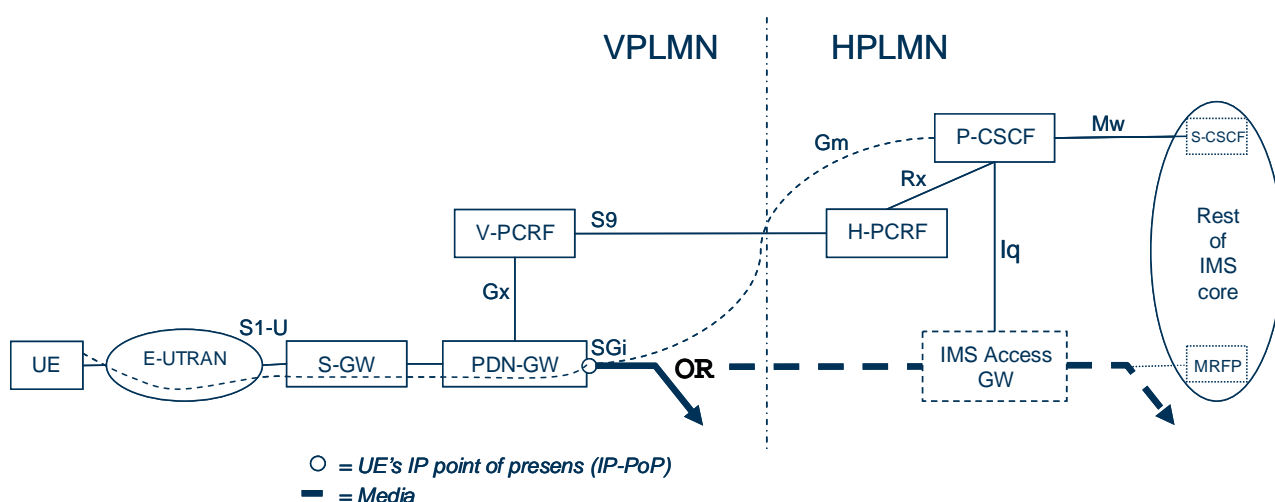 VPLMN
HPLMN
P-CSCF
Mw
S-CSCF
Gm
Rx
V-PCRF
S9
H-PCRF
Iq
Rest
of
IMS
core
Gx
S1-U
SGi
UE
E-UTRAN
S-GW
PDN-GW
OR
IMS Access
GW
MRFP
= UE's IP point of presens (IP-PoP)
= Media